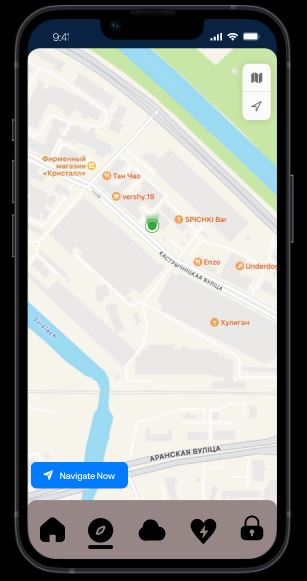 9:41
Фирменный
магазин
«Кристалл»
Тан Чао
vershy.19
SPICHKI Bar
КАСТРЫЧНІЦКАЯ ВУЛІЦА
Enzo
Underdog
Хулиган
Svislach
АРАНСКАЯ ВУЛІЦА
Navigate Now